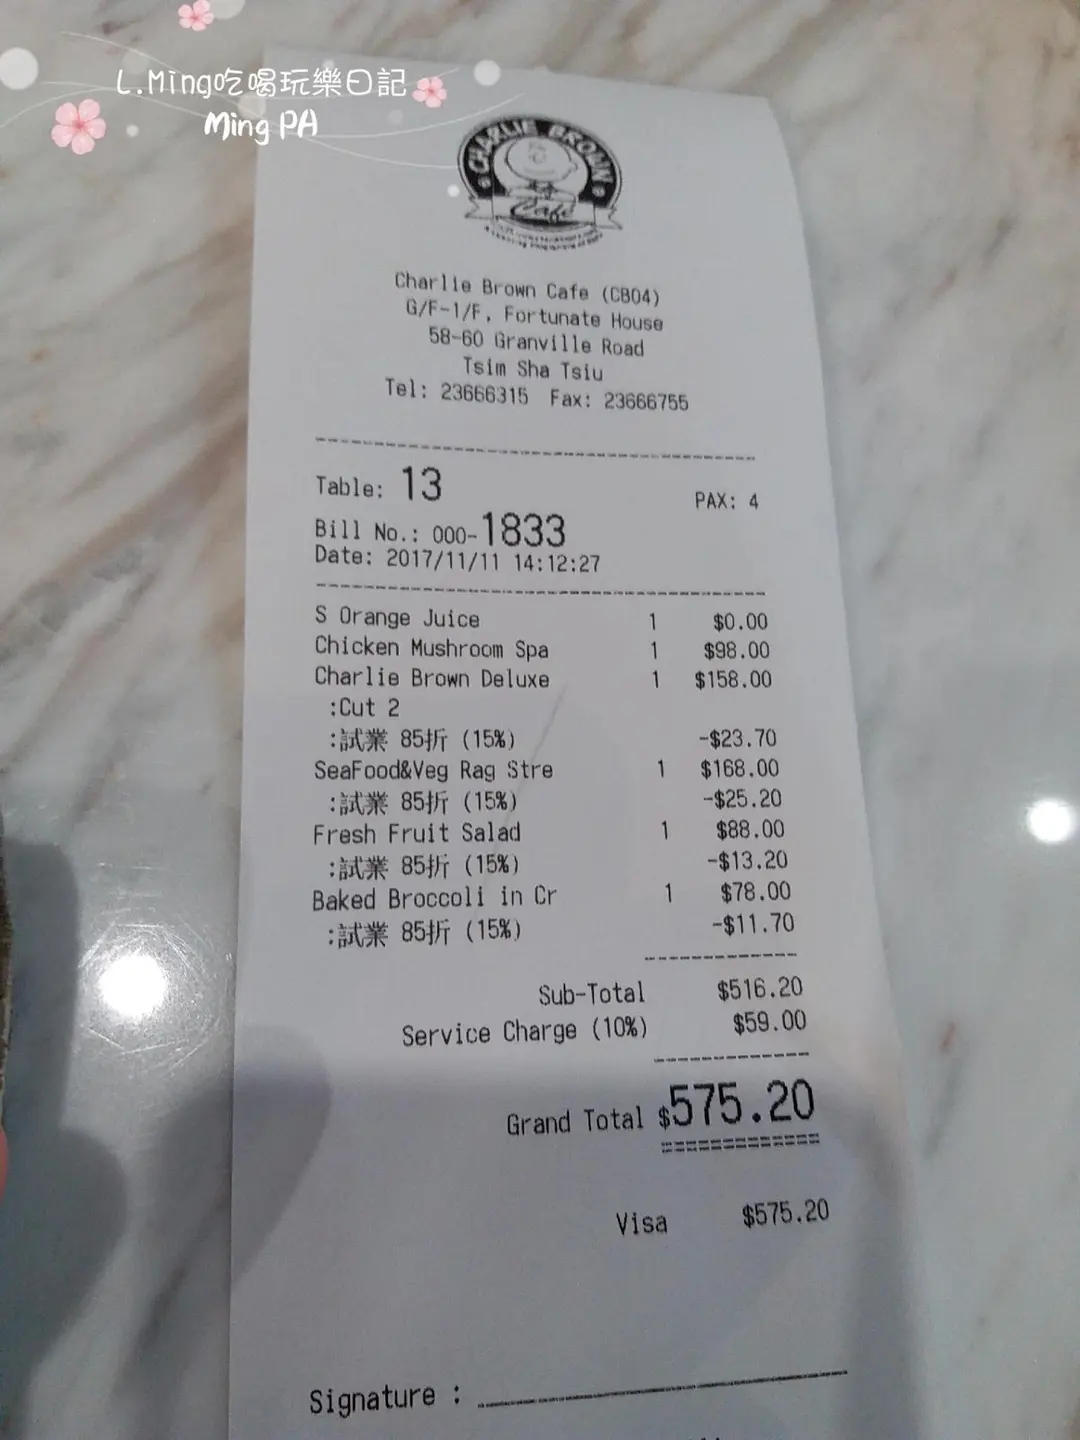 L.Ming吃喝玩樂日記
Ming PA
CHARLIE BROWN
Café
Charlie Brown Cafe (CB04)
G/F-1/F, Fortunate House
58-60 Granville Road
Tsim Sha Tsiu
Tel: 23666315 Fax: 23666755
Table: 13 PAX: 4
Bill No.: 000-1833
Date: 2017/11/11 14:12:27
S Orange Juice 1 $0.00
Chicken Mushroom Spa 1 $98.00
Charlie Brown Deluxe 1 $158.00
:Cut 2
:試業 85折 (15%) -$23.70
SeaFood&Veg Rag Stre 1 $168.00
:試業 85折 (15%) -$25.20
Fresh Fruit Salad 1 $88.00
:試業 85折 (15%) -$13.20
Baked Broccoli in Cr 1 $78.00
:試業 85折 (15%) -$11.70
Sub-Total $516.20
Service Charge (10%) $59.00
Grand Total $575.20
Visa $575.20
Signature :